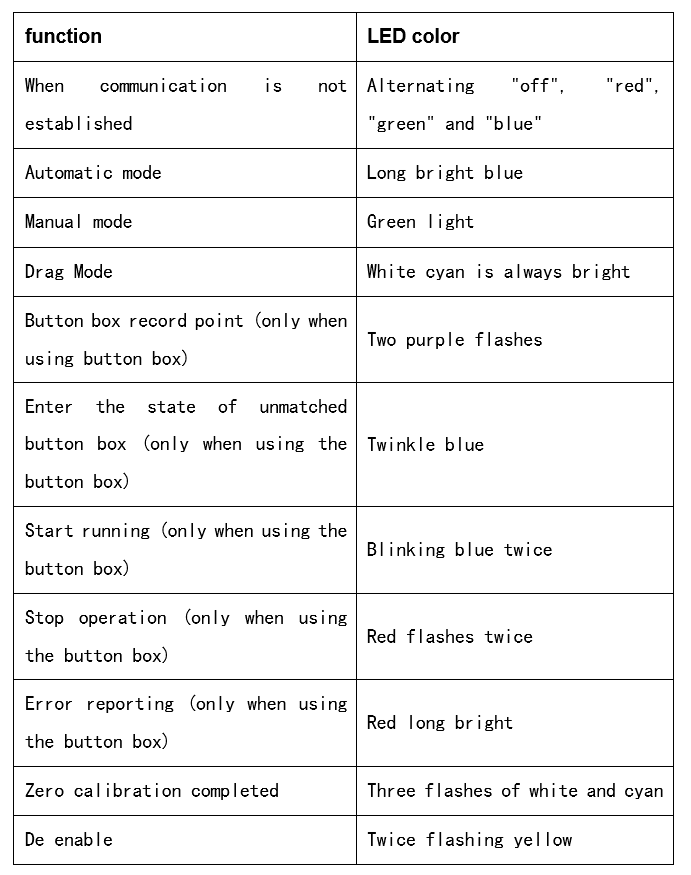 function
LED color
When communication is not
established
Alternating "off", "red",
"green" and "blue"
Automatic mode
Long bright blue
Manual mode
Green light
Drag Mode
White cyan is always bright
Button box record point (only when
using button box)
Two purple flashes
Enter the state of unmatched
button box (only when using the
button box)
Twinkle blue
Start running (only when using the
button box)
Blinking blue twice
Stop operation (only when using
the button box)
Red flashes twice
Error reporting (only when using
the button box)
Red long bright
Zero calibration completed
Three flashes of white and cyan
De enable
Twice flashing yellow